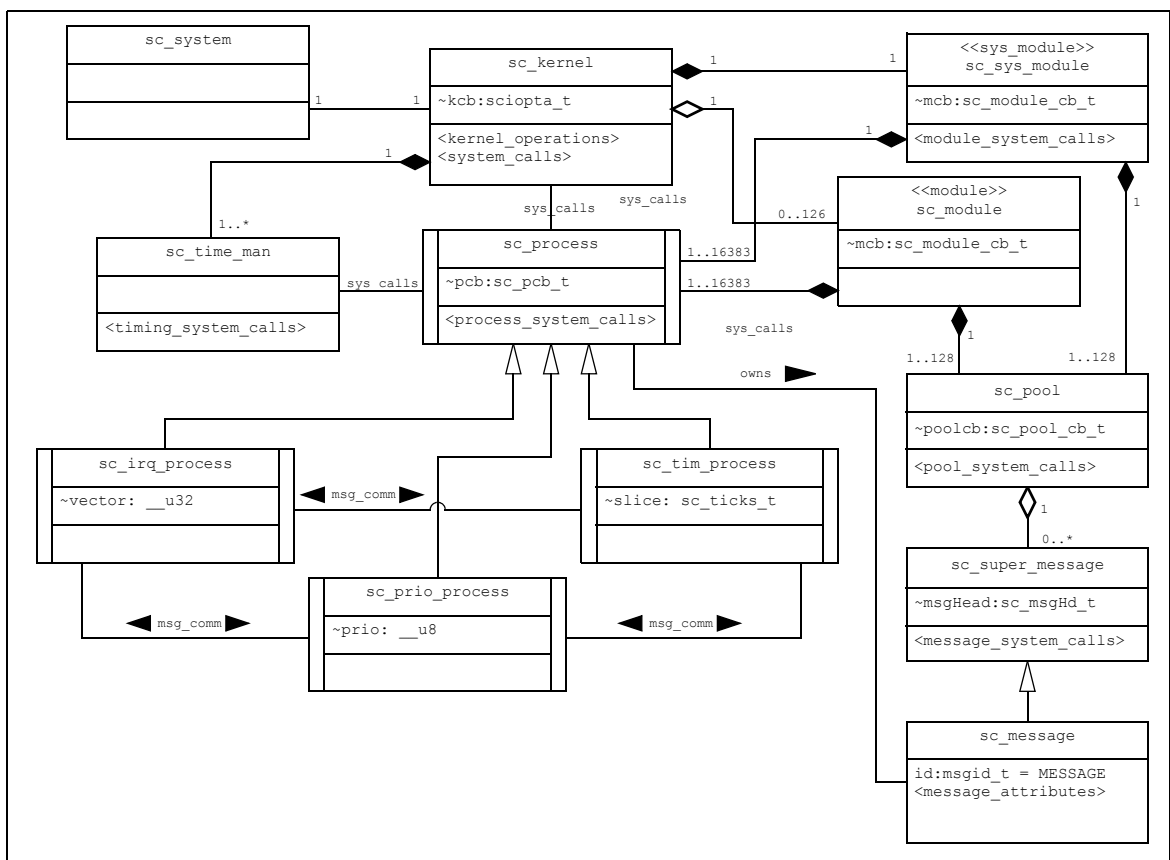 sc_system
sc_kernel
~kcb:sciopta_t
<kernel_operations>
<system_calls>
<<sys_module>>
sc_sys_module
~mcb:sc_module_cb_t
<module_system_calls>
1
1
1
1
1
1
1
1
1..*
sys_calls
sys_calls
0..126
<<module>>
sc_module
~mcb:sc_module_cb_t
sc_time_man
<timing_system_calls>
sys_calls
sc_process
~pcb:sc_pcb_t
<process_system_calls>
1..16383
1..16383
sys_calls
1
1..128
1..128
owns
sc_pool
~poolcb:sc_pool_cb_t
<pool_system_calls>
1
0..*
sc_irq_process
~vector: __u32
msg_comm
sc_tim_process
~slice: sc_ticks_t
sc_prio_process
~prio: __u8
msg_comm
msg_comm
sc_super_message
~msgHead:sc_msgHd_t
<message_system_calls>
sc_message
id:msgid_t = MESSAGE
<message_attributes>